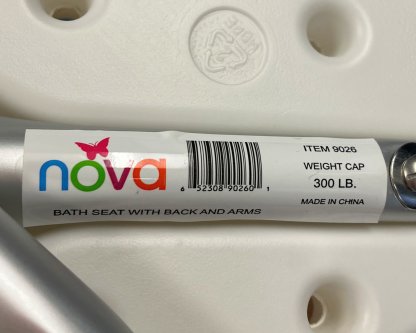 HDPE
nova
6 52308 90260 1
ITEM 9026
WEIGHT CAP
300 LB.
MADE IN CHINA
BATH SEAT WITH BACK AND ARMS